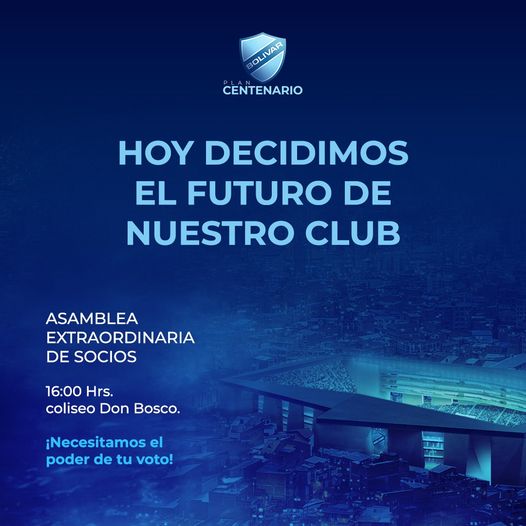 BOLIVAR
PLAN
CENTENARIO
HOY DECIDIMOS
EL FUTURO DE
NUESTRO CLUB
ASAMBLEA
EXTRAORDINARIA
DE SOCIOS
16:00 Hrs.
coliseo Don Bosco.
¡Necesitamos el
poder de tu voto!